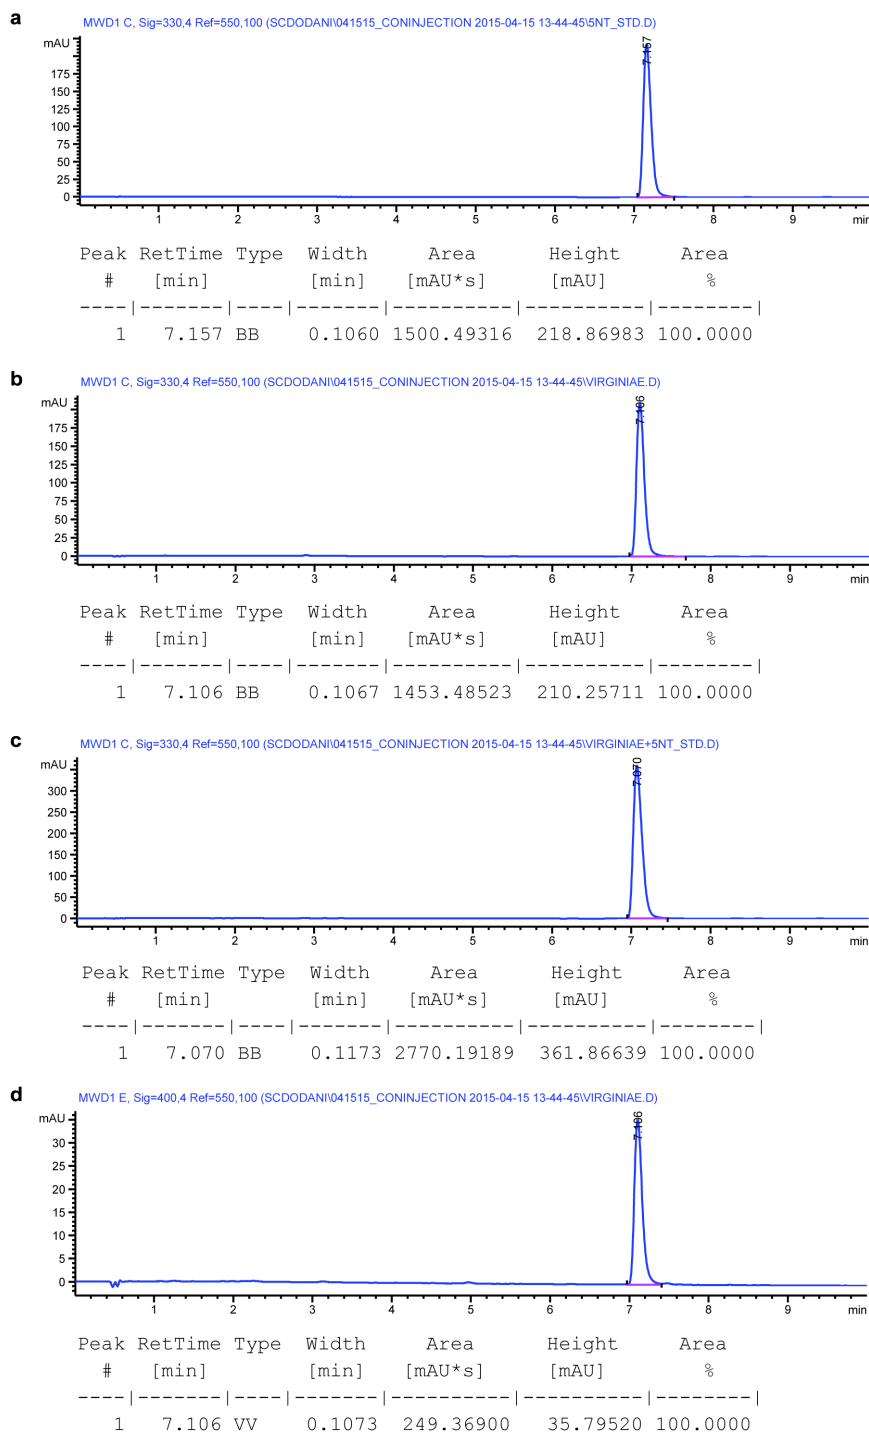 a
MWD1 C, Sig=330,4 Ref=550,100 (SCDODANI\041515_CONINJECTION 2015-04-15 13-44-45\5NT_STD.D)
mAU
7.157
175
150
125
100
75
50
25
0
1 2 3 4 5 6 7 8 9 min
Peak RetTime Type Width Area Height Area
# [min] [min] [mAU*s] [mAU] %
----|-------|----|-------|----------|----------|--------|
1 7.157 BB 0.1060 1500.49316 218.86983 100.0000
b
MWD1 C, Sig=330,4 Ref=550,100 (SCDODANI\041515_CONINJECTION 2015-04-15 13-44-45\VIRGINIAE.D)
mAU
7.106
175
150
125
100
75
50
25
0
1 2 3 4 5 6 7 8 9 min
Peak RetTime Type Width Area Height Area
# [min] [min] [mAU*s] [mAU] %
----|-------|----|-------|----------|----------|--------|
1 7.106 BB 0.1067 1453.48523 210.25711 100.0000
c
MWD1 C, Sig=330,4 Ref=550,100 (SCDODANI\041515_CONINJECTION 2015-04-15 13-44-45\VIRGINIAE+5NT_STD.D)
mAU
7.070
300
250
200
150
100
50
0
1 2 3 4 5 6 7 8 9 min
Peak RetTime Type Width Area Height Area
# [min] [min] [mAU*s] [mAU] %
----|-------|----|-------|----------|----------|--------|
1 7.070 BB 0.1173 2770.19189 361.86639 100.0000
d
MWD1 E, Sig=400,4 Ref=550,100 (SCDODANI\041515_CONINJECTION 2015-04-15 13-44-45\VIRGINIAE.D)
mAU
7.106
30
25
20
15
10
5
0
1 2 3 4 5 6 7 8 9 min
Peak RetTime Type Width Area Height Area
# [min] [min] [mAU*s] [mAU] %
----|-------|----|-------|----------|----------|--------|
1 7.106 VV 0.1073 249.36900 35.79520 100.0000